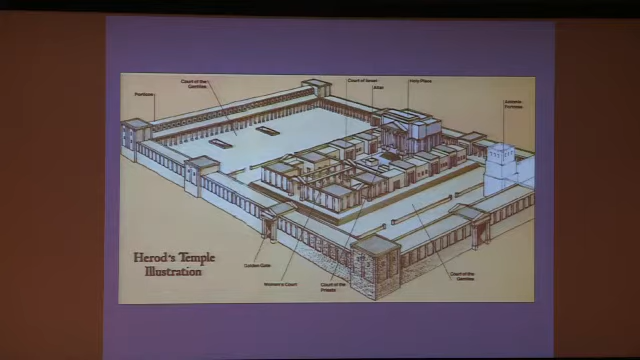 Court of the
Gentiles
Court of Israel
Altar
Holy Place
Porticos
Antonia
Fortress
Herod's Temple
Illustration
Golden Gate
Women's Court
Court of the
Priests
Court of the
Gentiles